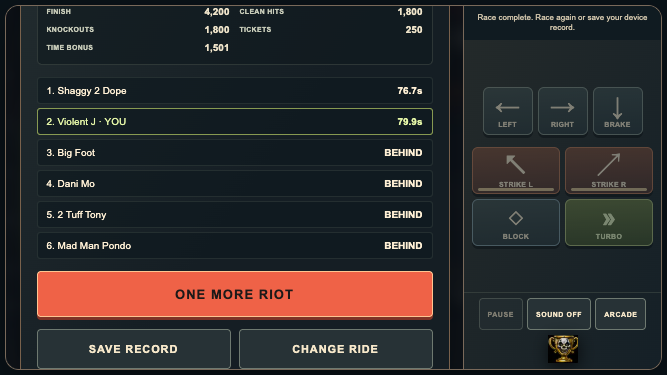 FINISH 4,200 CLEAN HITS 1,800
KNOCKOUTS 1,800 TICKETS 250
TIME BONUS 1,501
1. Shaggy 2 Dope 76.7s
2. Violent J · YOU 79.9s
3. Big Foot BEHIND
4. Dani Mo BEHIND
5. 2 Tuff Tony BEHIND
6. Mad Man Pondo BEHIND
ONE MORE RIOT
SAVE RECORD CHANGE RIDE
Race complete. Race again or save your device
record.
LEFT RIGHT BRAKE
STRIKE L STRIKE R
BLOCK TURBO
PAUSE SOUND OFF ARCADE